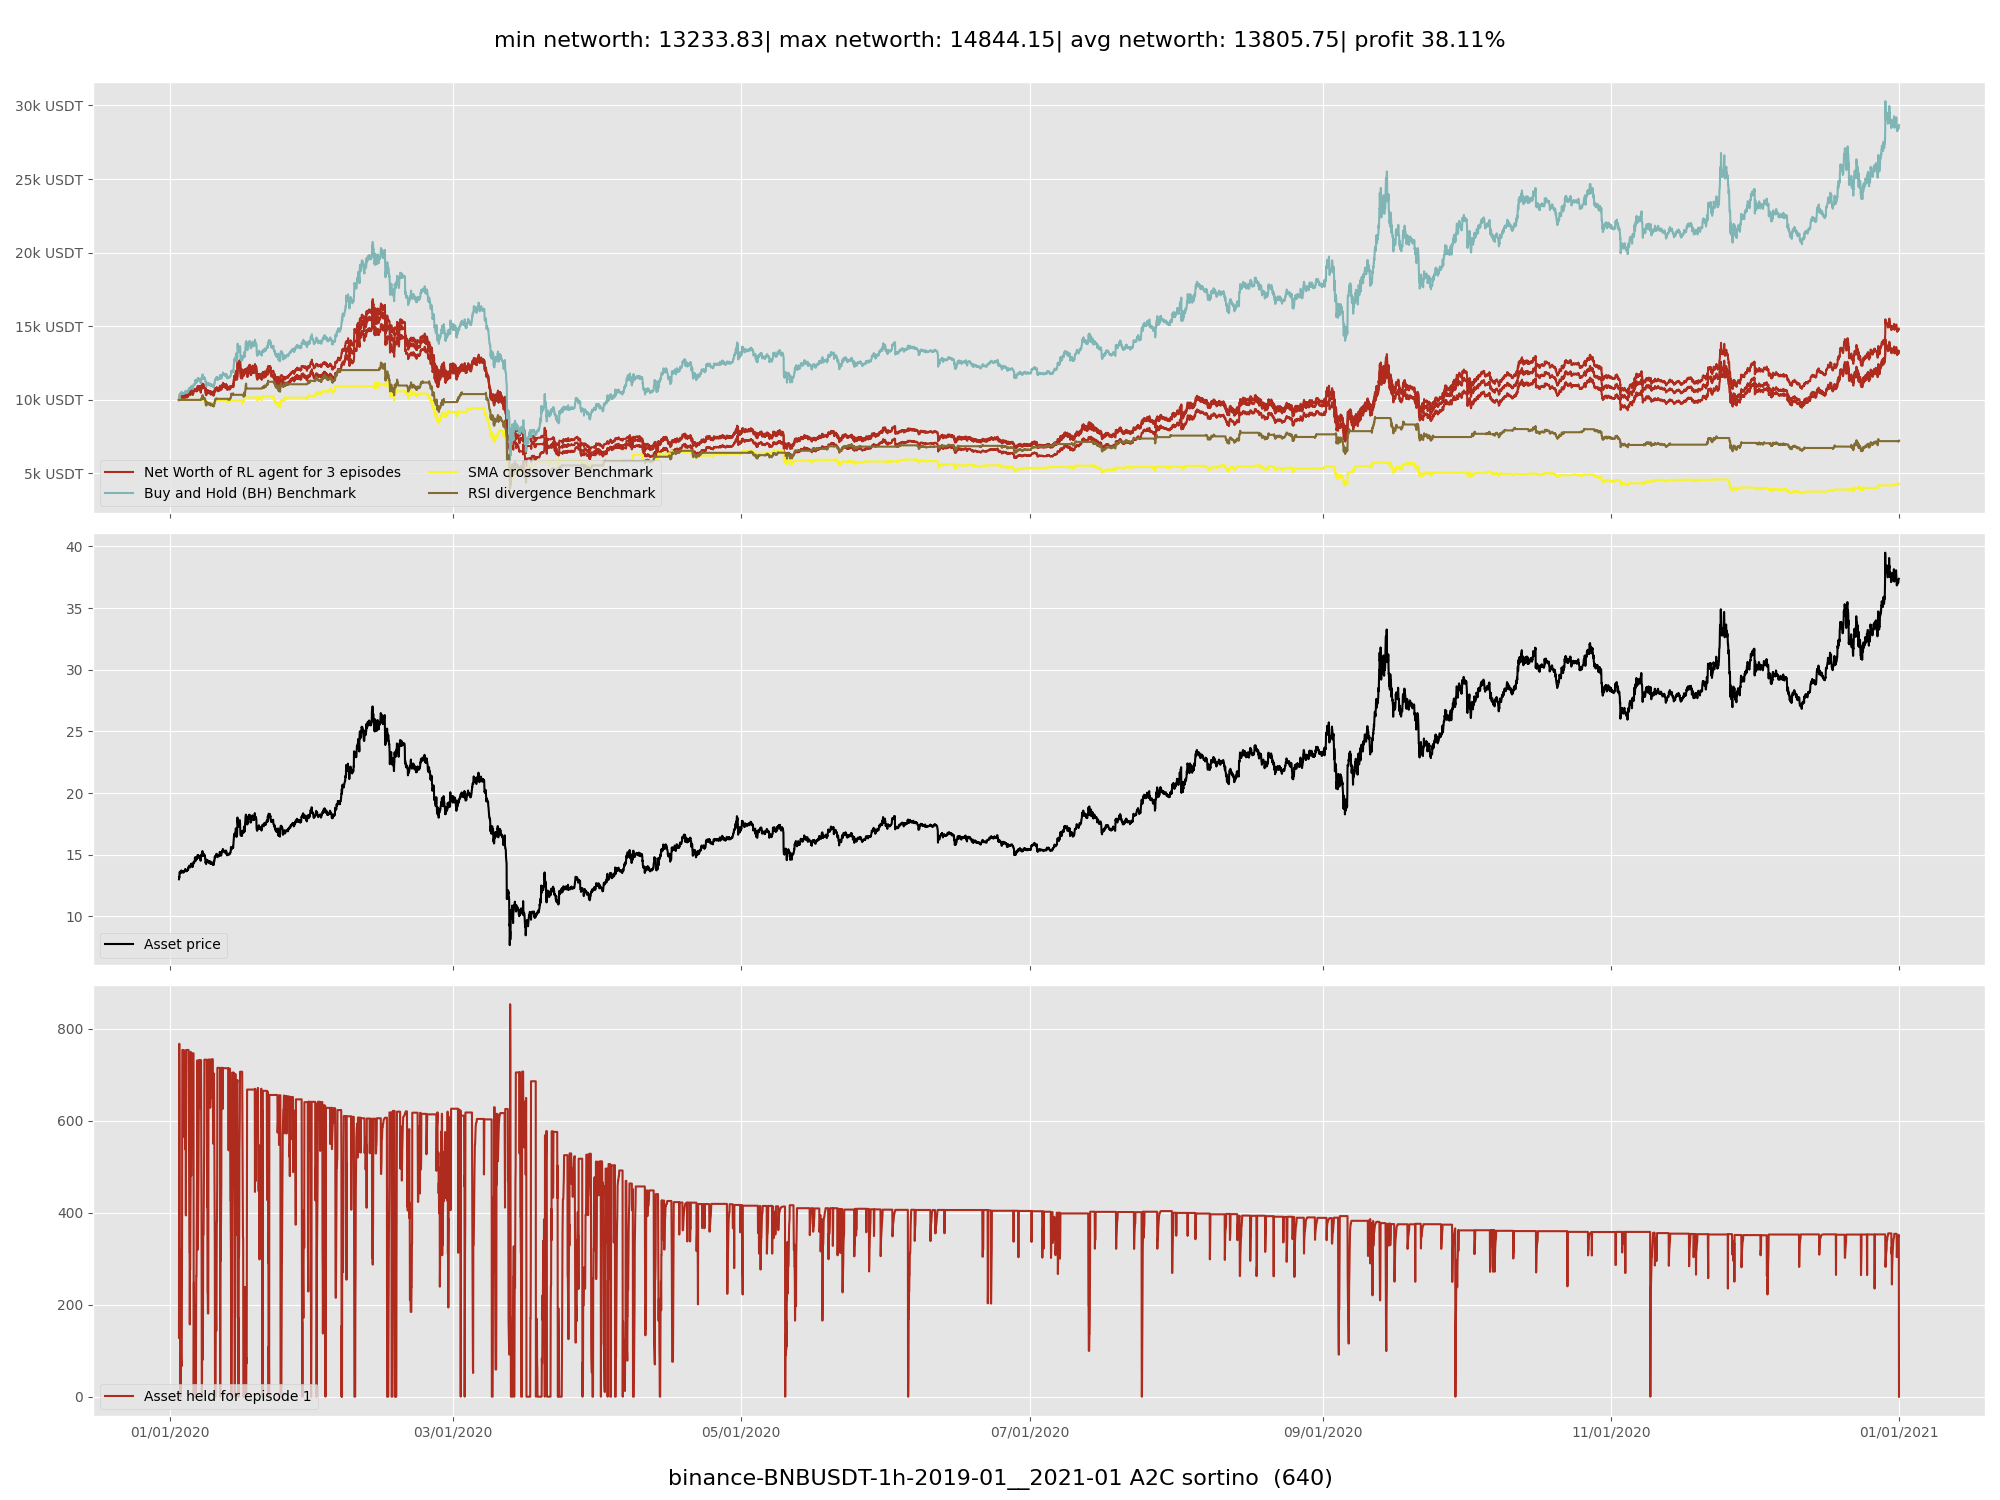 min networth: 13233.83| max networth: 14844.15| avg networth: 13805.75| profit 38.11%
30k USDT
25k USDT
20k USDT
15k USDT
10k USDT
5k USDT
Net Worth of RL agent for 3 episodes
Buy and Hold (BH) Benchmark
SMA crossover Benchmark
RSI divergence Benchmark
40
35
30
25
20
15
10
Asset price
800
600
400
200
0
Asset held for episode 1
01/01/2020
03/01/2020
05/01/2020
07/01/2020
09/01/2020
11/01/2020
01/01/2021
binance-BNBUSDT-1h-2019-01__2021-01 A2C sortino  (640)